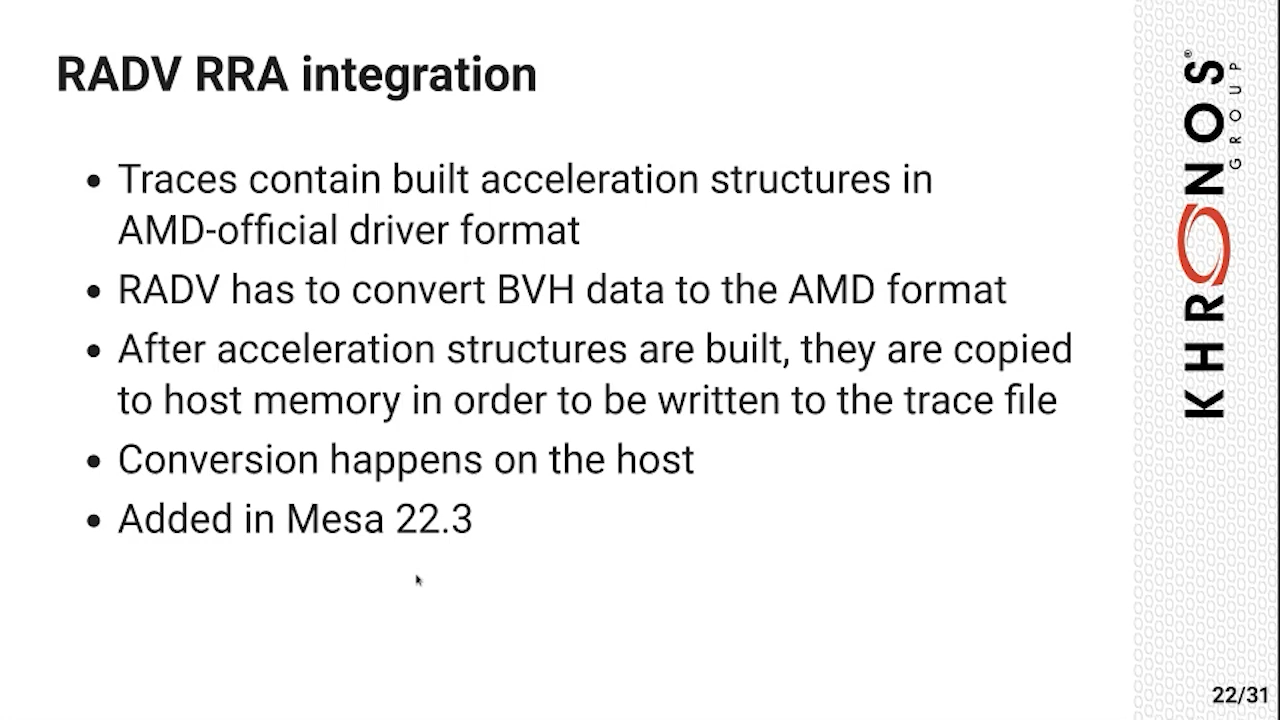 RADV RRA integration
• Traces contain built acceleration structures in
AMD-official driver format
• RADV has to convert BVH data to the AMD format
• After acceleration structures are built, they are copied
to host memory in order to be written to the trace file
• Conversion happens on the host
• Added in Mesa 22.3
KHRONOS®
GROUP
22/31